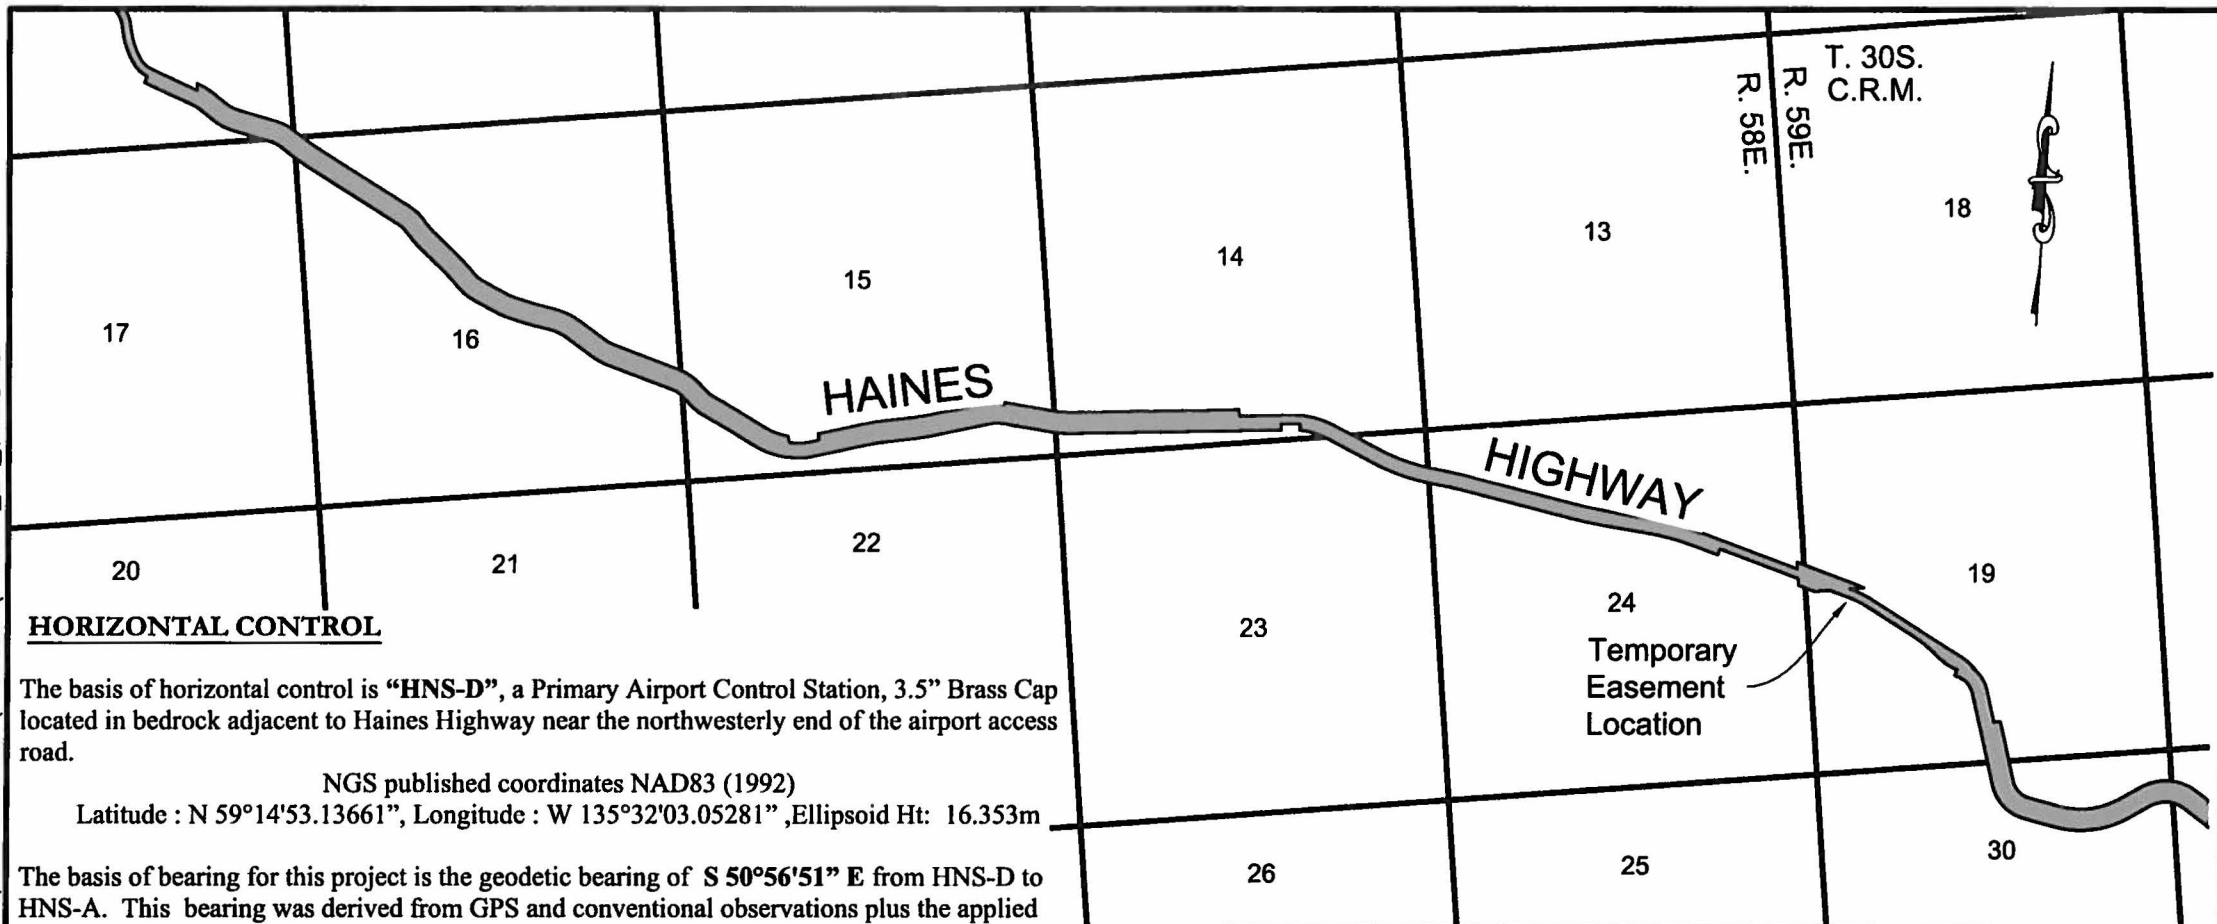 T. 30S.
C.R.M.
R. 58E.
R. 59E.
18
13
14
15
17
16
HAINES
HIGHWAY
22
21
20
19
24
23
Temporary
Easement
Location
HORIZONTAL CONTROL
The basis of horizontal control is “HNS-D”, a Primary Airport Control Station, 3.5” Brass Cap
located in bedrock adjacent to Haines Highway near the northwesterly end of the airport access
road.
NGS published coordinates NAD83 (1992)
Latitude : N 59°14'53.13661”, Longitude : W 135°32'03.05281” ,Ellipsoid Ht: 16.353m
The basis of bearing for this project is the geodetic bearing of S 50°56'51” E from HNS-D to
HNS-A. This bearing was derived from GPS and conventional observations plus the applied
26
25
30